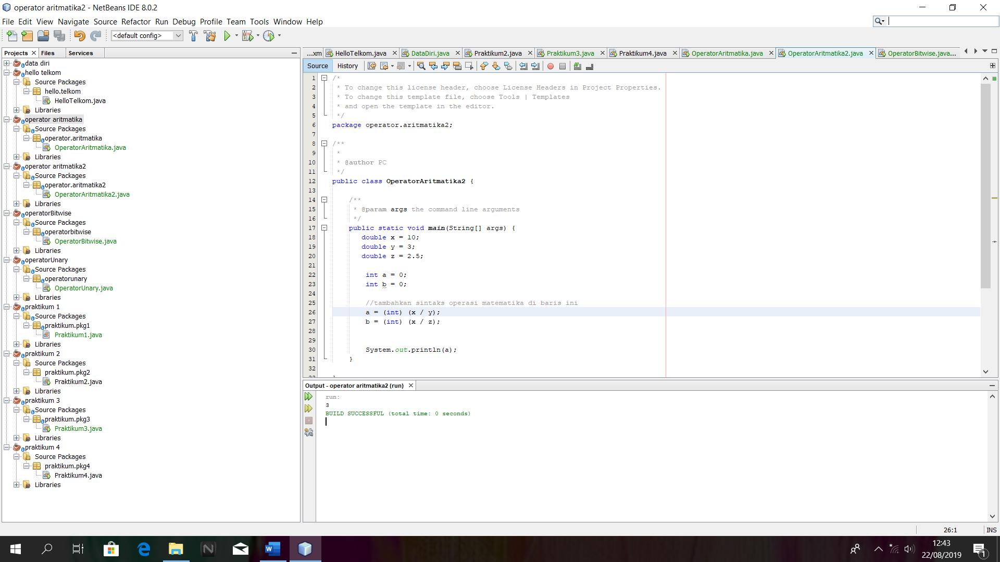 operator aritmatika2 - NetBeans IDE 8.0.2
File Edit View Navigate Source Refactor Run Debug Profile Team Tools Window Help
<default config>
Projects Files Services
data diri
hello telkom
Source Packages
hello.telkom
HelloTelkom.java
Libraries
operator aritmatika
Source Packages
operator.aritmatika
OperatorAritmatika.java
Libraries
operator aritmatika2
Source Packages
operator.aritmatika2
OperatorAritmatika2.java
Libraries
operatorBitwise
Source Packages
operatorbitwise
OperatorBitwise.java
Libraries
operatorUnary
Source Packages
operatorunary
OperatorUnary.java
Libraries
praktikum 1
Source Packages
praktikum.pkg1
Praktikum1.java
Libraries
praktikum 2
Source Packages
praktikum.pkg2
Praktikum2.java
Libraries
praktikum 3
Source Packages
praktikum.pkg3
Praktikum3.java
Libraries
praktikum 4
Source Packages
praktikum.pkg4
Praktikum4.java
Libraries
...xm HelloTelkom.java DataDiri.java Praktikum2.java Praktikum3.java Praktikum4.java OperatorAritmatika.java OperatorAritmatika2.java OperatorBitwise.java...
Source History
1 /*
2 * To change this license header, choose License Headers in Project Properties.
3 * To change this template file, choose Tools | Templates
4 * and open the template in the editor.
5 */
6 package operator.aritmatika2;
7
8 /**
9 *
10 * @author PC
11 */
12 public class OperatorAritmatika2 {
13
14 /**
15 * @param args the command line arguments
16 */
17 public static void main(String[] args) {
18 double x = 10;
19 double y = 3;
20 double z = 2.5;
21
22 int a = 0;
23 int b = 0;
24
25 //tambahkan sintaks operasi matematika di baris ini
26 a = (int) (x / y);
27 b = (int) (x / z);
28
29
30 System.out.println(a);
31 }
32
Output - operator aritmatika2 (run)
run:
3
BUILD SUCCESSFUL (total time: 0 seconds)
26:1 INS
12:43
22/08/2019
1